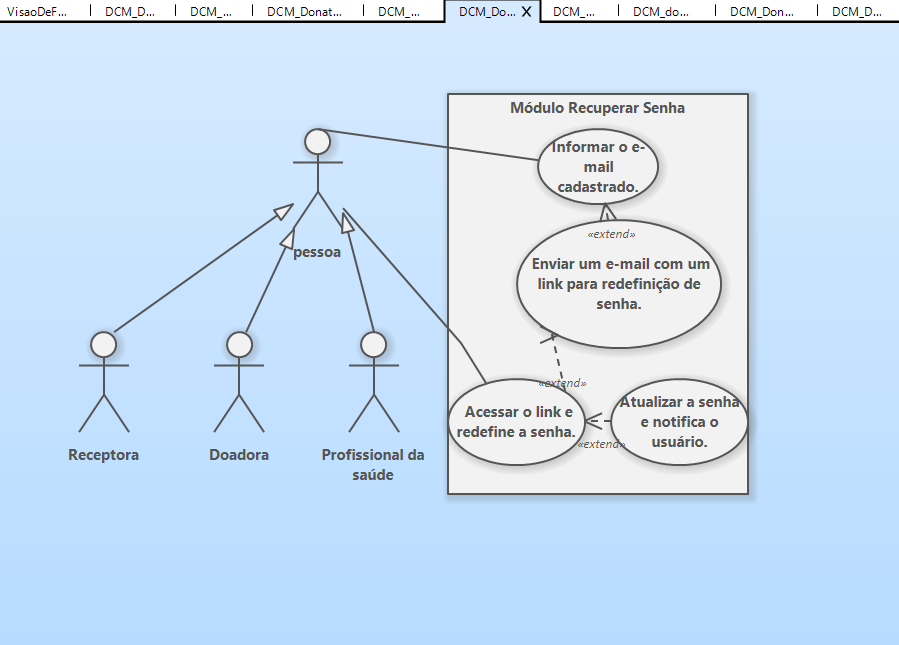 VisaoDeF...
DCM_D...
DCM_...
DCM_Donat...
DCM_...
DCM_Do... X
DCM_...
DCM_do...
DCM_Don...
DCM_D...
Módulo Recuperar Senha
Informar o e-
mail
cadastrado.
«extend»
Enviar um e-mail com um
link para redefinição de
senha.
«extend»
Acessar o link e
redefine a senha.
Atualizar a senha
e notifica o
usuário.
«extend»
pessoa
Receptora
Doadora
Profissional da
saúde